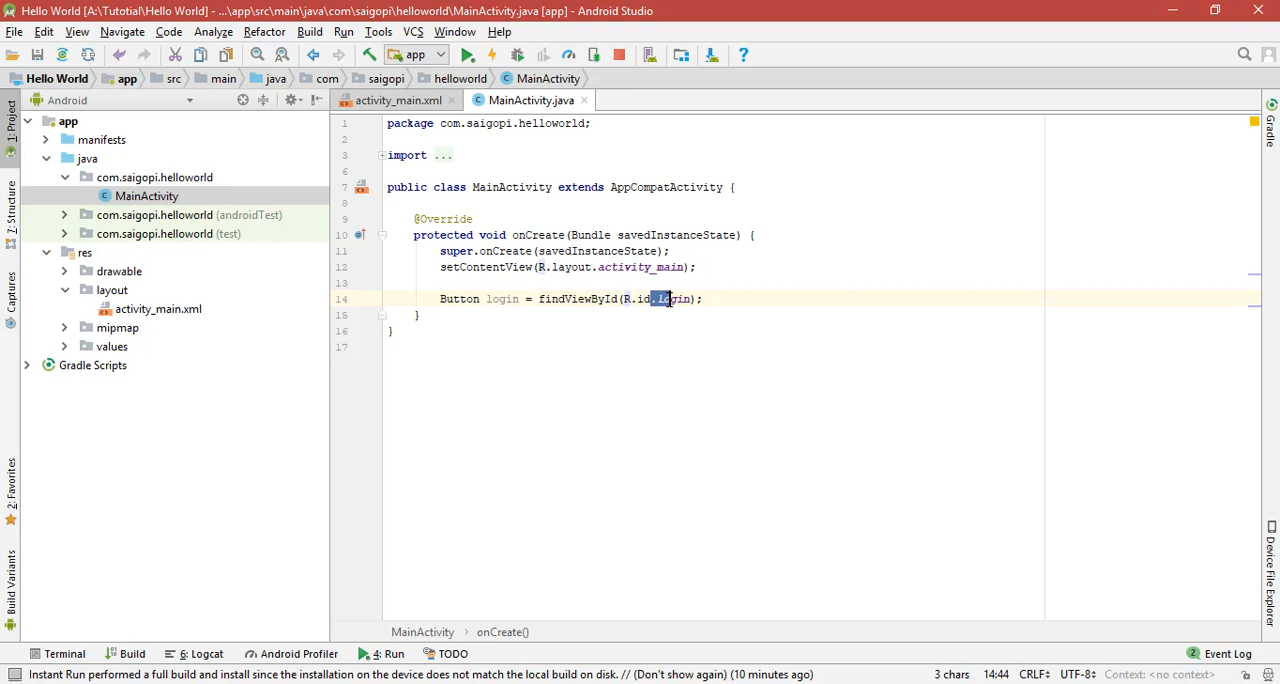 Hello World [A:\Tutorial\Hello World] - ...\app\src\main\java\com\saigopi\helloworld\MainActivity.java [app] - Android Studio
File Edit View Navigate Code Analyze Refactor Build Run Tools VCS Window Help
app
Hello World app src main java com saigopi helloworld MainActivity
Android
activity_main.xml MainActivity.java
1: Project
7: Structure
Captures
2: Favorites
Build Variants
app
manifests
java
com.saigopi.helloworld
MainActivity
com.saigopi.helloworld (androidTest)
com.saigopi.helloworld (test)
res
drawable
layout
activity_main.xml
mipmap
values
Gradle Scripts
1 package com.saigopi.helloworld;
2
3 import ...
6
7 public class MainActivity extends AppCompatActivity {
8
9 @Override
10 protected void onCreate(Bundle savedInstanceState) {
11 super.onCreate(savedInstanceState);
12 setContentView(R.layout.activity_main);
13
14 Button login = findViewById(R.id.login);
15 }
16 }
17
Gradle
Device File Explorer
MainActivity > onCreate()
Terminal Build 6: Logcat Android Profiler 4: Run TODO
2 Event Log
Instant Run performed a full build and install since the installation on the device does not match the local build on disk. // (Don't show again) (10 minutes ago)
3 chars 14:44 CRLF UTF-8 Context: <no context>